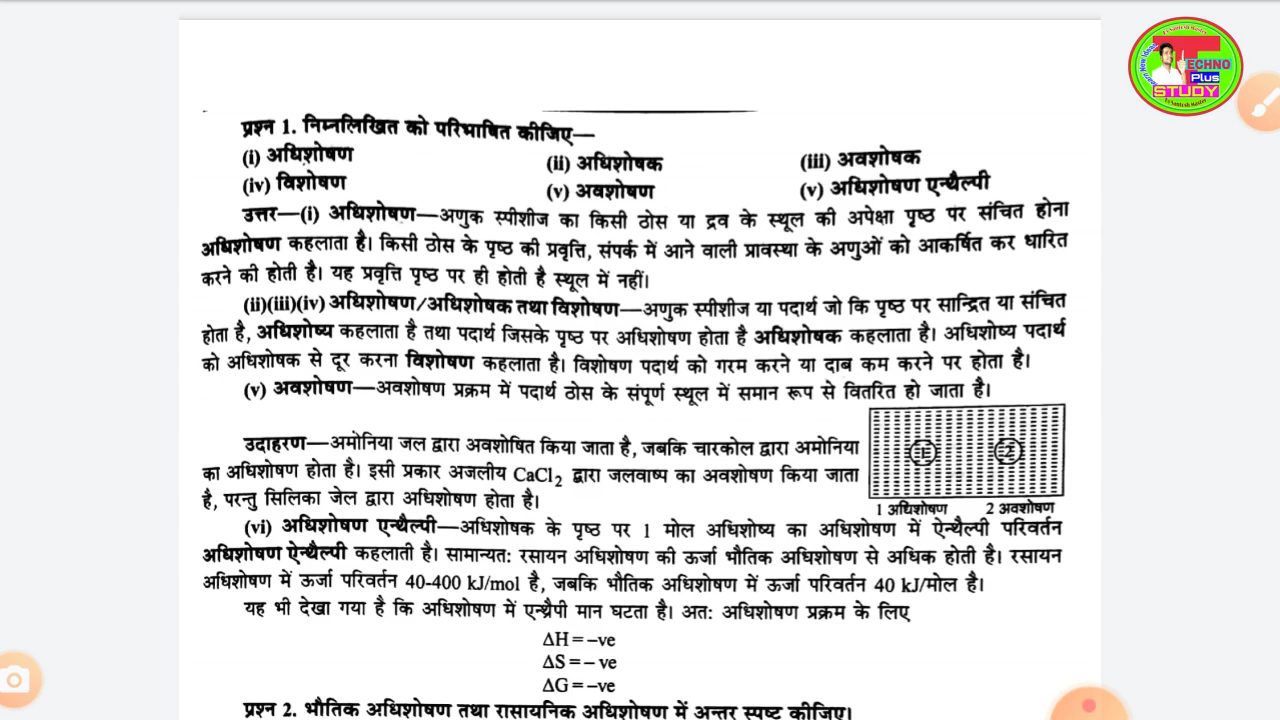 प्रश्न 1. निम्नलिखित को परिभाषित कीजिए—
(i) अधिशोषण (ii) अधिशोषक (iii) अवशोषक
(iv) विशोषण (v) अवशोषण (v) अधिशोषण एन्थैल्पी
उत्तर—(i) अधिशोषण—अणुक स्पीशीज का किसी ठोस या द्रव के स्थूल की अपेक्षा पृष्ठ पर संचित होना
अधिशोषण कहलाता है। किसी ठोस के पृष्ठ की प्रवृत्ति, संपर्क में आने वाली प्रावस्था के अणुओं को आकर्षित कर धारित
करने की होती है। यह प्रवृत्ति पृष्ठ पर ही होती है स्थूल में नहीं।
(ii)(iii)(iv) अधिशोषण/अधिशोषक तथा विशोषण—अणुक स्पीशीज या पदार्थ जो कि पृष्ठ पर सान्द्रित या संचित
होता है, अधिशोष्य कहलाता है तथा पदार्थ जिसके पृष्ठ पर अधिशोषण होता है अधिशोषक कहलाता है। अधिशोष्य पदार्थ
को अधिशोषक से दूर करना विशोषण कहलाता है। विशोषण पदार्थ को गरम करने या दाब कम करने पर होता है।
(v) अवशोषण—अवशोषण प्रक्रम में पदार्थ ठोस के संपूर्ण स्थूल में समान रूप से वितरित हो जाता है।
उदाहरण—अमोनिया जल द्वारा अवशोषित किया जाता है, जबकि चारकोल द्वारा अमोनिया
का अधिशोषण होता है। इसी प्रकार अजलीय CaCl₂ द्वारा जलवाष्प का अवशोषण किया जाता
है, परन्तु सिलिका जेल द्वारा अधिशोषण होता है।
1 2
1 अधिशोषण 2 अवशोषण
(vi) अधिशोषण एन्थैल्पी—अधिशोषक के पृष्ठ पर 1 मोल अधिशोष्य का अधिशोषण में ऐन्थैल्पी परिवर्तन
अधिशोषण ऐन्थैल्पी कहलाती है। सामान्यत: रसायन अधिशोषण की ऊर्जा भौतिक अधिशोषण से अधिक होती है। रसायन
अधिशोषण में ऊर्जा परिवर्तन 40-400 kJ/mol है, जबकि भौतिक अधिशोषण में ऊर्जा परिवर्तन 40 kJ/मोल है।
यह भी देखा गया है कि अधिशोषण में एन्थ्रैपी मान घटता है। अत: अधिशोषण प्रक्रम के लिए
ΔH = –ve
ΔS = – ve
ΔG = –ve
प्रश्न 2. भौतिक अधिशोषण तथा रासायनिक अधिशोषण में अन्तर स्पष्ट कीजिए।
TECHNO
Plus
STUDY
Learn New Ideas
By Santosh Master